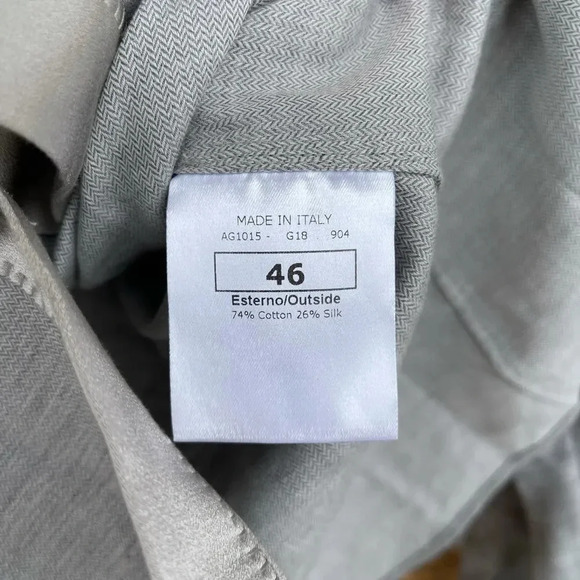 MADE IN ITALY
AG1015 - G18 . 904
46
Esterno/Outside
74% Cotton 26% Silk